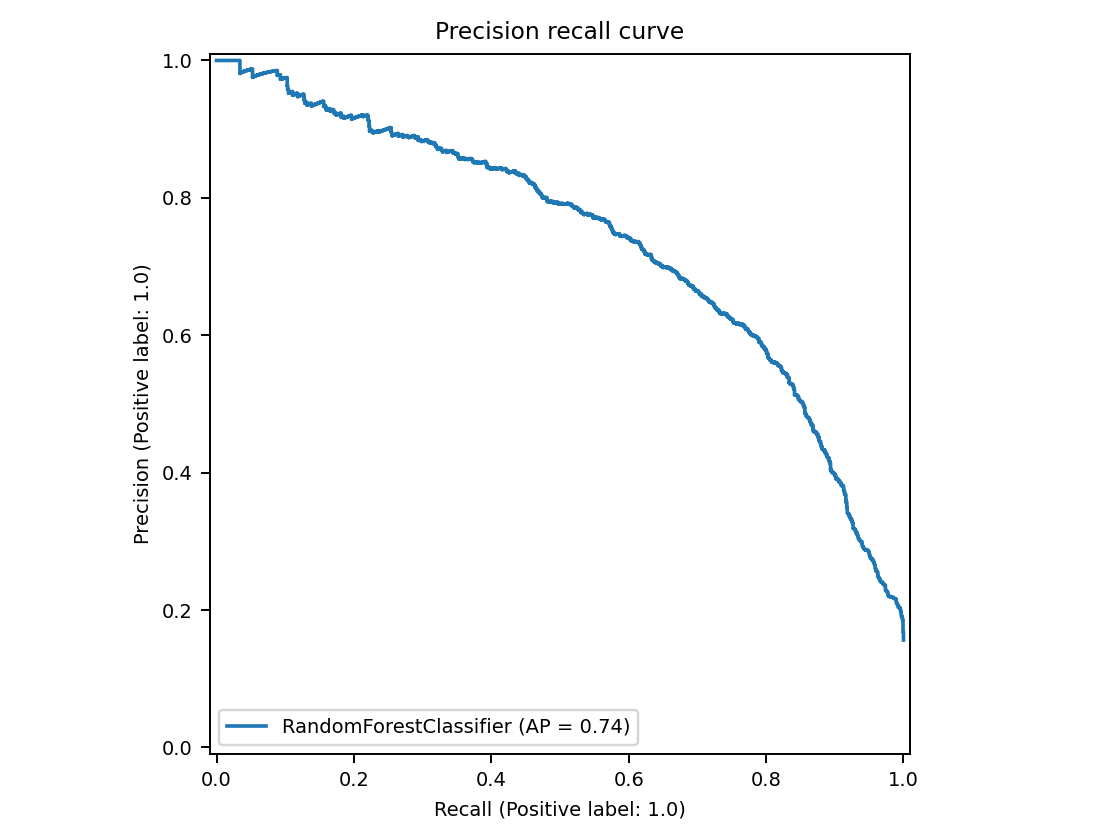 Precision recall curve
1.0
0.8
0.6
0.4
0.2
0.0
Precision (Positive label: 1.0)
RandomForestClassifier (AP = 0.74)
0.0 0.2 0.4 0.6 0.8 1.0
Recall (Positive label: 1.0)